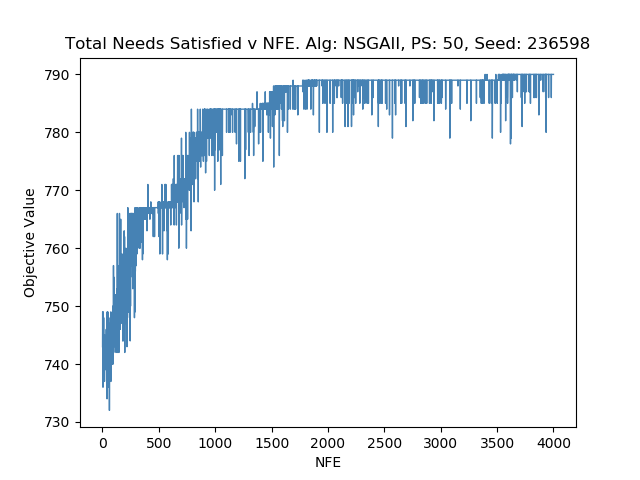 Total Needs Satisfied v NFE. Alg: NSGAII, PS: 50, Seed: 236598
790
780
770
760
750
740
730
Objective Value
0 500 1000 1500 2000 2500 3000 3500 4000
NFE